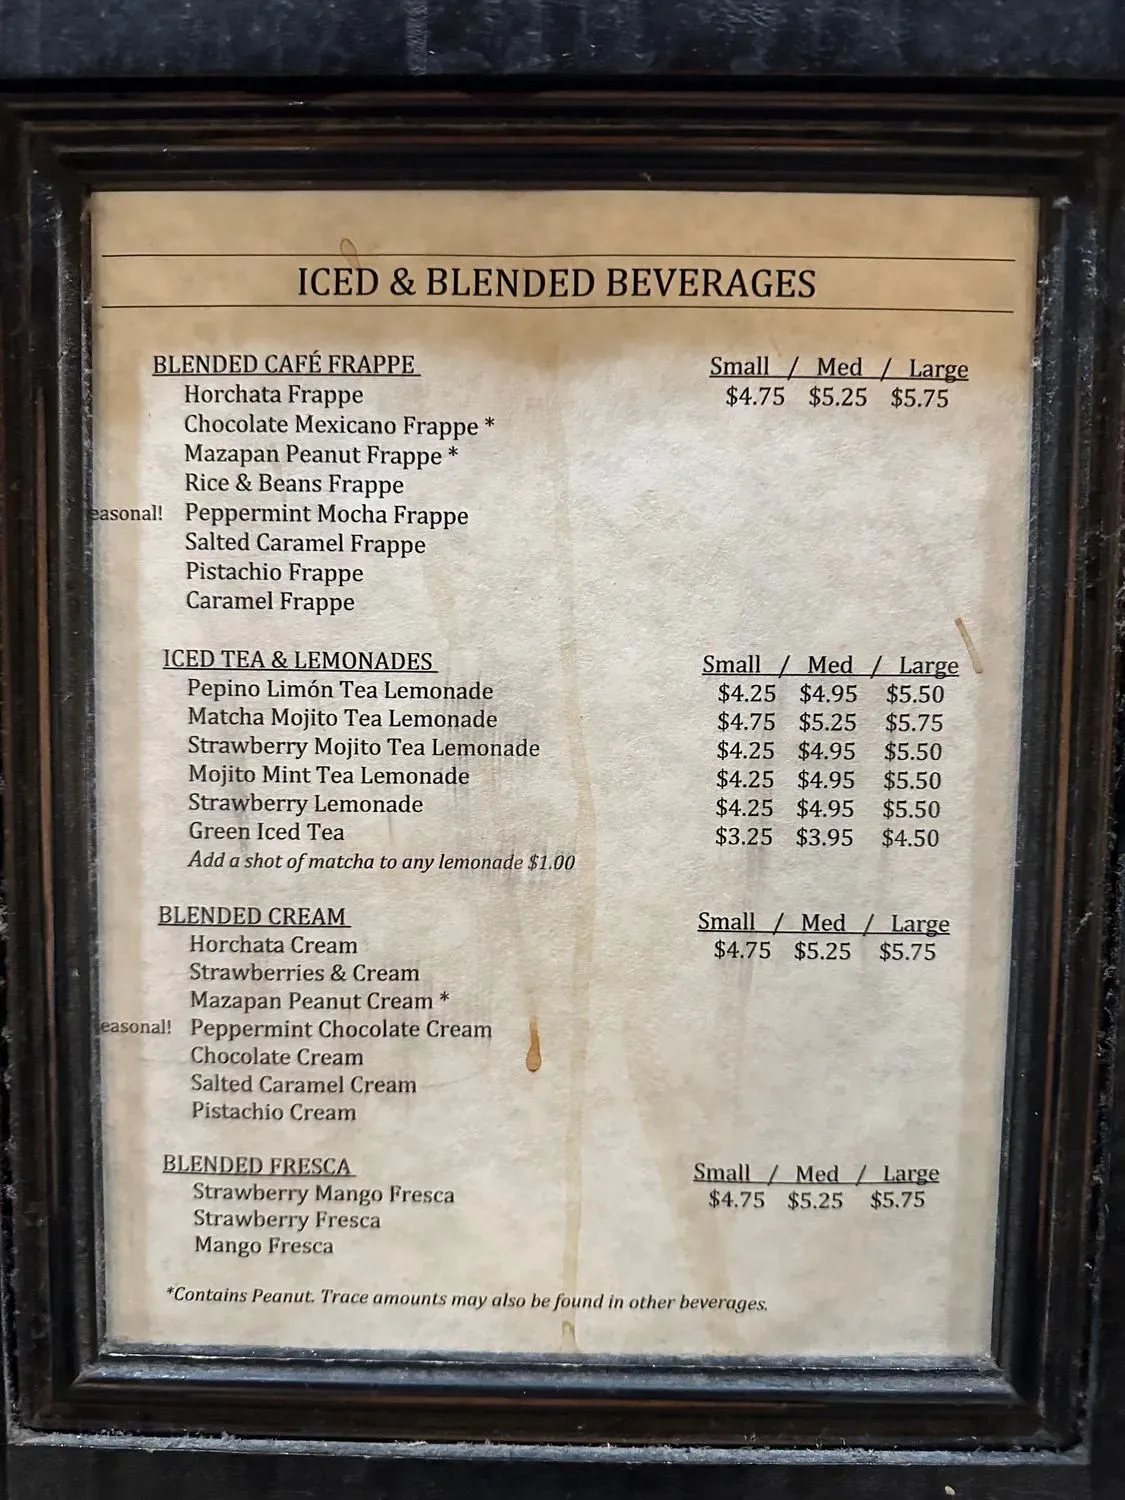 ICED & BLENDED BEVERAGES
BLENDED CAFÉ FRAPPE Small / Med / Large
Horchata Frappe $4.75 $5.25 $5.75
Chocolate Mexicano Frappe *
Mazapan Peanut Frappe *
Rice & Beans Frappe
easonal! Peppermint Mocha Frappe
Salted Caramel Frappe
Pistachio Frappe
Caramel Frappe
ICED TEA & LEMONADES Small / Med / Large
Pepino Limón Tea Lemonade $4.25 $4.95 $5.50
Matcha Mojito Tea Lemonade $4.75 $5.25 $5.75
Strawberry Mojito Tea Lemonade $4.25 $4.95 $5.50
Mojito Mint Tea Lemonade $4.25 $4.95 $5.50
Strawberry Lemonade $4.25 $4.95 $5.50
Green Iced Tea $3.25 $3.95 $4.50
Add a shot of matcha to any lemonade $1.00
BLENDED CREAM Small / Med / Large
Horchata Cream $4.75 $5.25 $5.75
Strawberries & Cream
Mazapan Peanut Cream *
easonal! Peppermint Chocolate Cream
Chocolate Cream
Salted Caramel Cream
Pistachio Cream
BLENDED FRESCA Small / Med / Large
Strawberry Mango Fresca $4.75 $5.25 $5.75
Strawberry Fresca
Mango Fresca
*Contains Peanut. Trace amounts may also be found in other beverages.